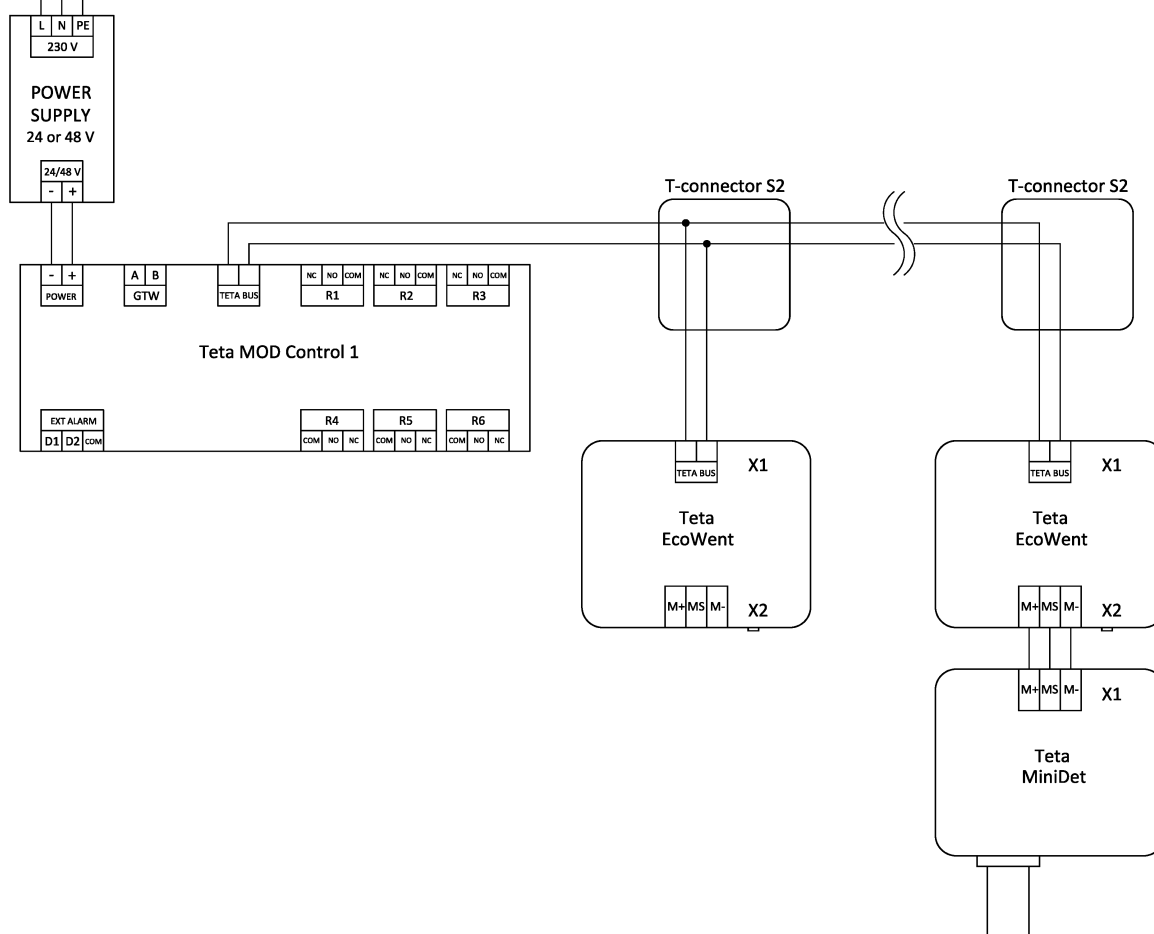 L N PE
230 V
POWER
SUPPLY
24 or 48 V
24/48 V
- +
T-connector S2
T-connector S2
- +
POWER
A B
GTW
TETA BUS
NC NO COM
R1
NC NO COM
R2
NC NO COM
R3
Teta MOD Control 1
EXT ALARM
D1 D2 COM
R4
COM NO NC
R5
COM NO NC
R6
COM NO NC
TETA BUS
X1
Teta
EcoWent
M+ MS M-
X2
TETA BUS
X1
Teta
EcoWent
M+ MS M-
X2
M+ MS M-
X1
Teta
MiniDet